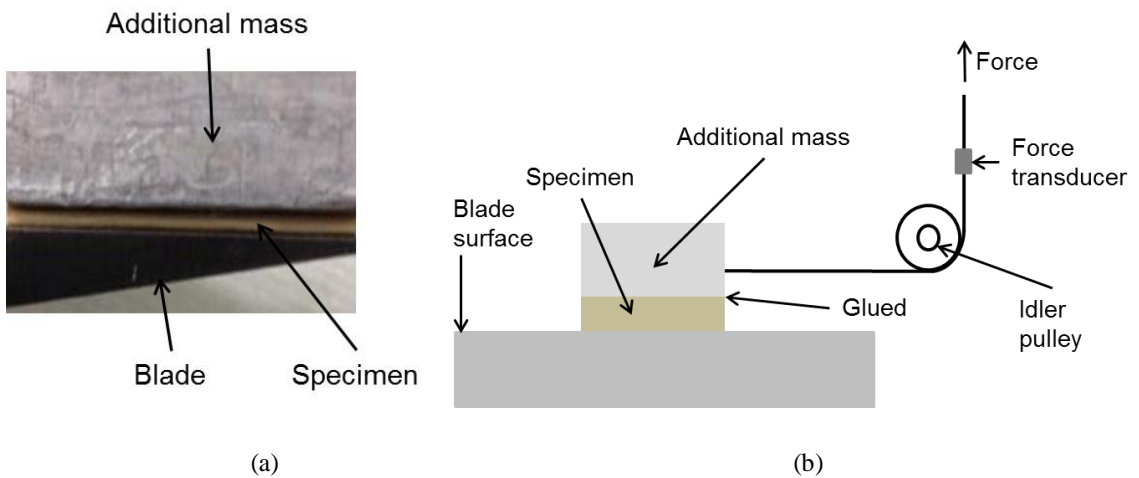 Additional mass
Blade
Specimen
(a)
Force
Additional mass
Force
transducer
Specimen
Blade
surface
Glued
Idler
pulley
(b)